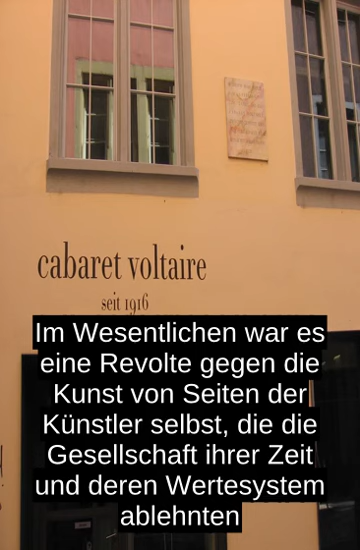 cabaret voltaire
seit 1916
Im Wesentlichen war es
eine Revolte gegen die
Kunst von Seiten der
Künstler selbst, die die
Gesellschaft ihrer Zeit
und deren Wertesystem
ablehnten